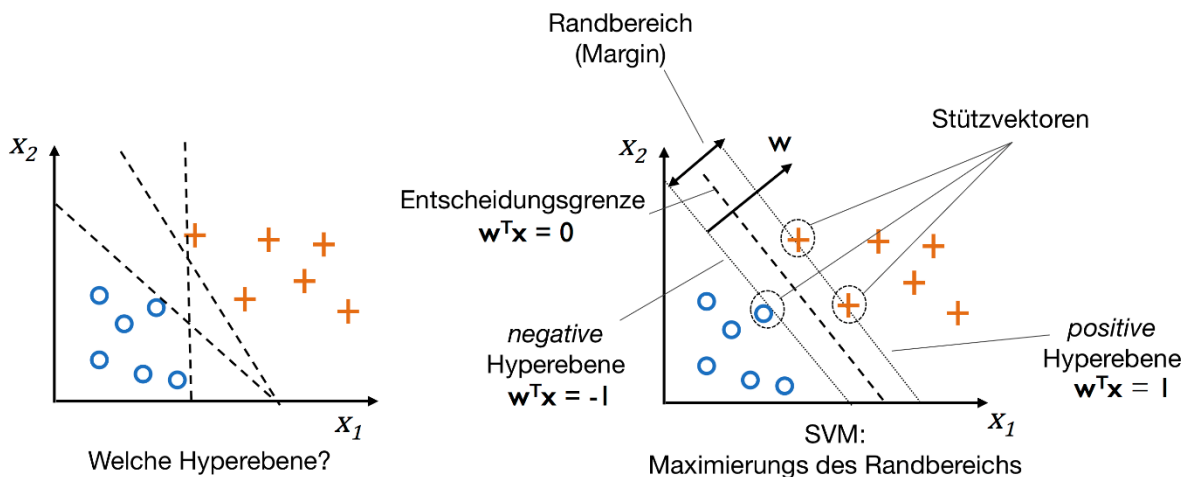 x2
x1
Welche Hyperebene?
Randbereich
(Margin)
Stützvektoren
x2
w
Entscheidungsgrenze
wTx = 0
negative
Hyperebene
wTx = -1
positive
Hyperebene
wTx = 1
x1
SVM:
Maximierungs des Randbereichs